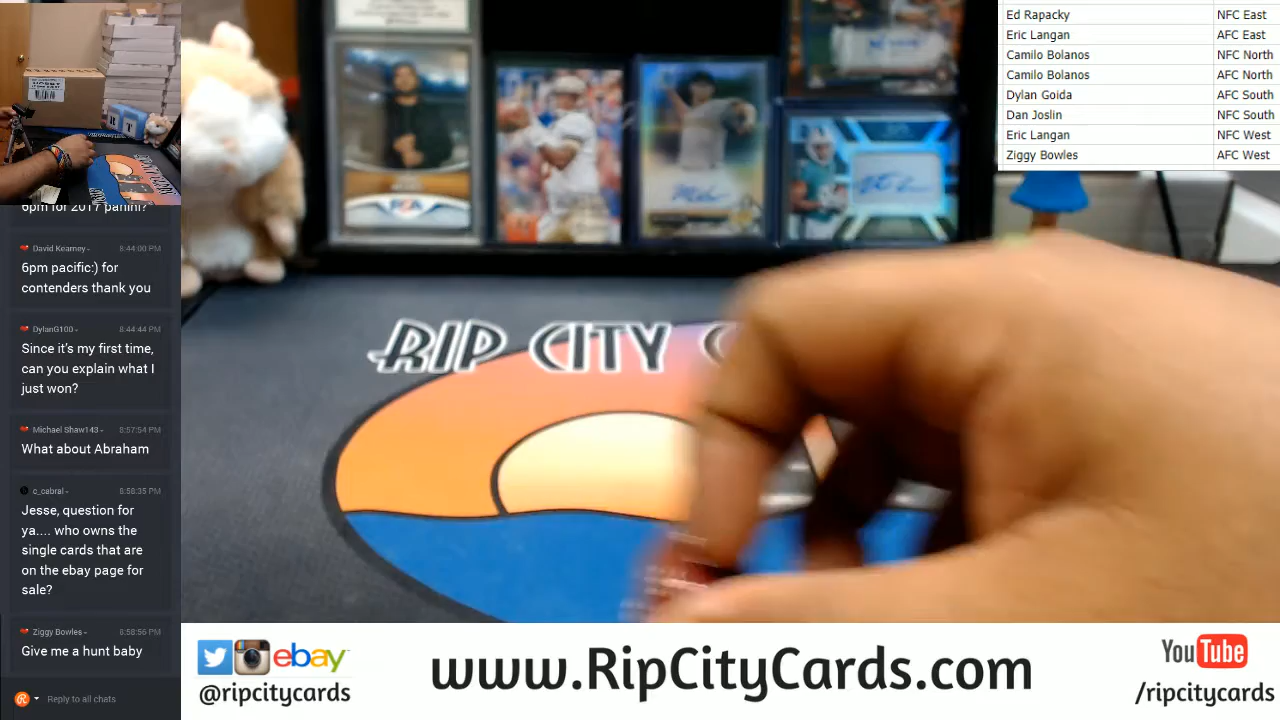 Ed Rapacky NFC East
Eric Langan AFC East
Camilo Bolanos NFC North
Camilo Bolanos AFC North
Dylan Goida AFC South
Dan Joslin NFC South
Eric Langan NFC West
Ziggy Bowles AFC West
6pm for 2017 panini?
David Kearney 8:44:00 PM
6pm pacific:) for
contenders thank you
DylanG100 8:44:44 PM
Since it's my first time,
can you explain what I
just won?
Michael Shaw143 8:57:54 PM
What about Abraham
c_cabral 8:58:35 PM
Jesse, question for
ya.... who owns the
single cards that are
on the ebay page for
sale?
Ziggy Bowles 8:58:56 PM
Give me a hunt baby
Reply to all chats
RIP CITY C
ebay
@ripcitycards
www.RipCityCards.com
YouTube
/ripcitycards